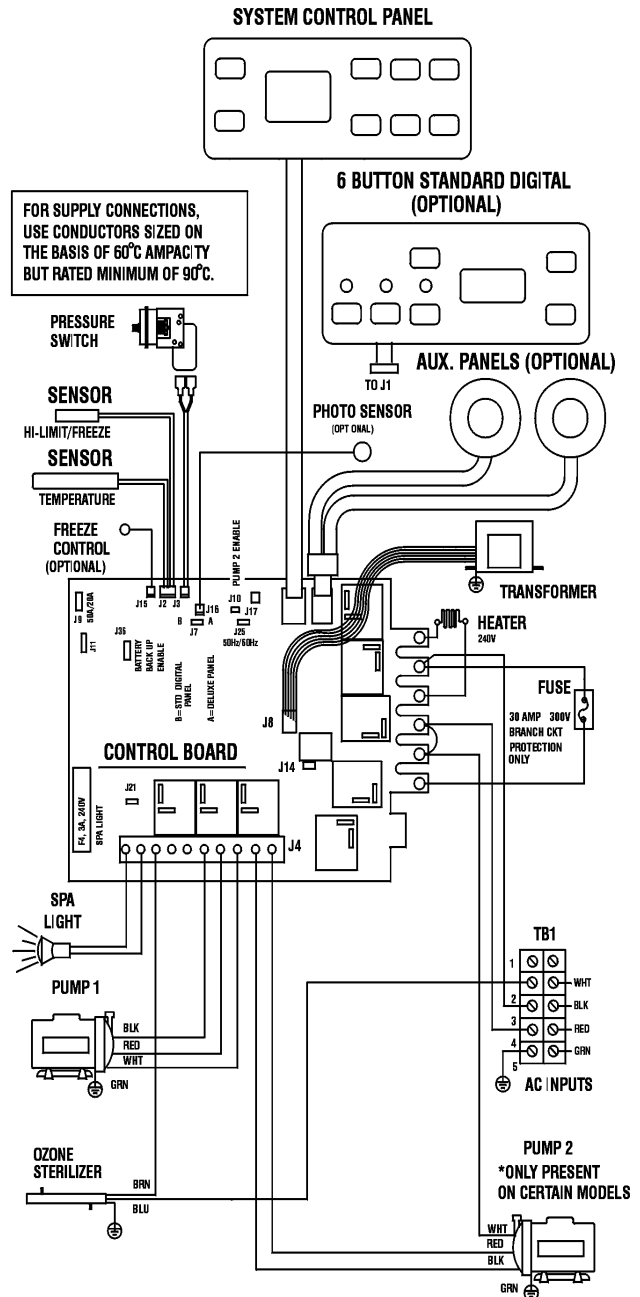 SYSTEM CONTROL PANEL
6 BUTTON STANDARD DIGITAL
(OPTIONAL)
FOR SUPPLY CONNECTIONS,
USE CONDUCTORS SIZED ON
THE BASIS OF 60°C AMPACITY
BUT RATED MINIMUM OF 90°C.
PRESSURE
SWITCH
TO J1
AUX. PANELS (OPTIONAL)
SENSOR
HI-LIMIT/FREEZE
PHOTO SENSOR
(OPT ONAL)
SENSOR
TEMPERATURE
FREEZE
CONTROL
(OPTIONAL)
PUMP 2 ENABLE
TRANSFORMER
J15
J2
J3
J16
J10
J17
J9
50A/20A
B
A
J7
J25
50Hz/60Hz
HEATER
240V
J11
J35
BATTERY
BACK UP
ENABLE
B=STD DIGITAL
PANEL
A=DELUXE PANEL
J8
FUSE
30 AMP 300V
BRANCH CKT
PROTECTION
ONLY
CONTROL BOARD
J14
F4, 3A, 240V
SPA LIGHT
J21
J4
SPA
LIGHT
TB1
1
WHT
2
BLK
3
RED
4
GRN
5
AC INPUTS
PUMP 1
BLK
RED
WHT
GRN
OZONE
STERILIZER
BRN
BLU
PUMP 2
*ONLY PRESENT
ON CERTAIN MODELS
WHT
RED
BLK
GRN